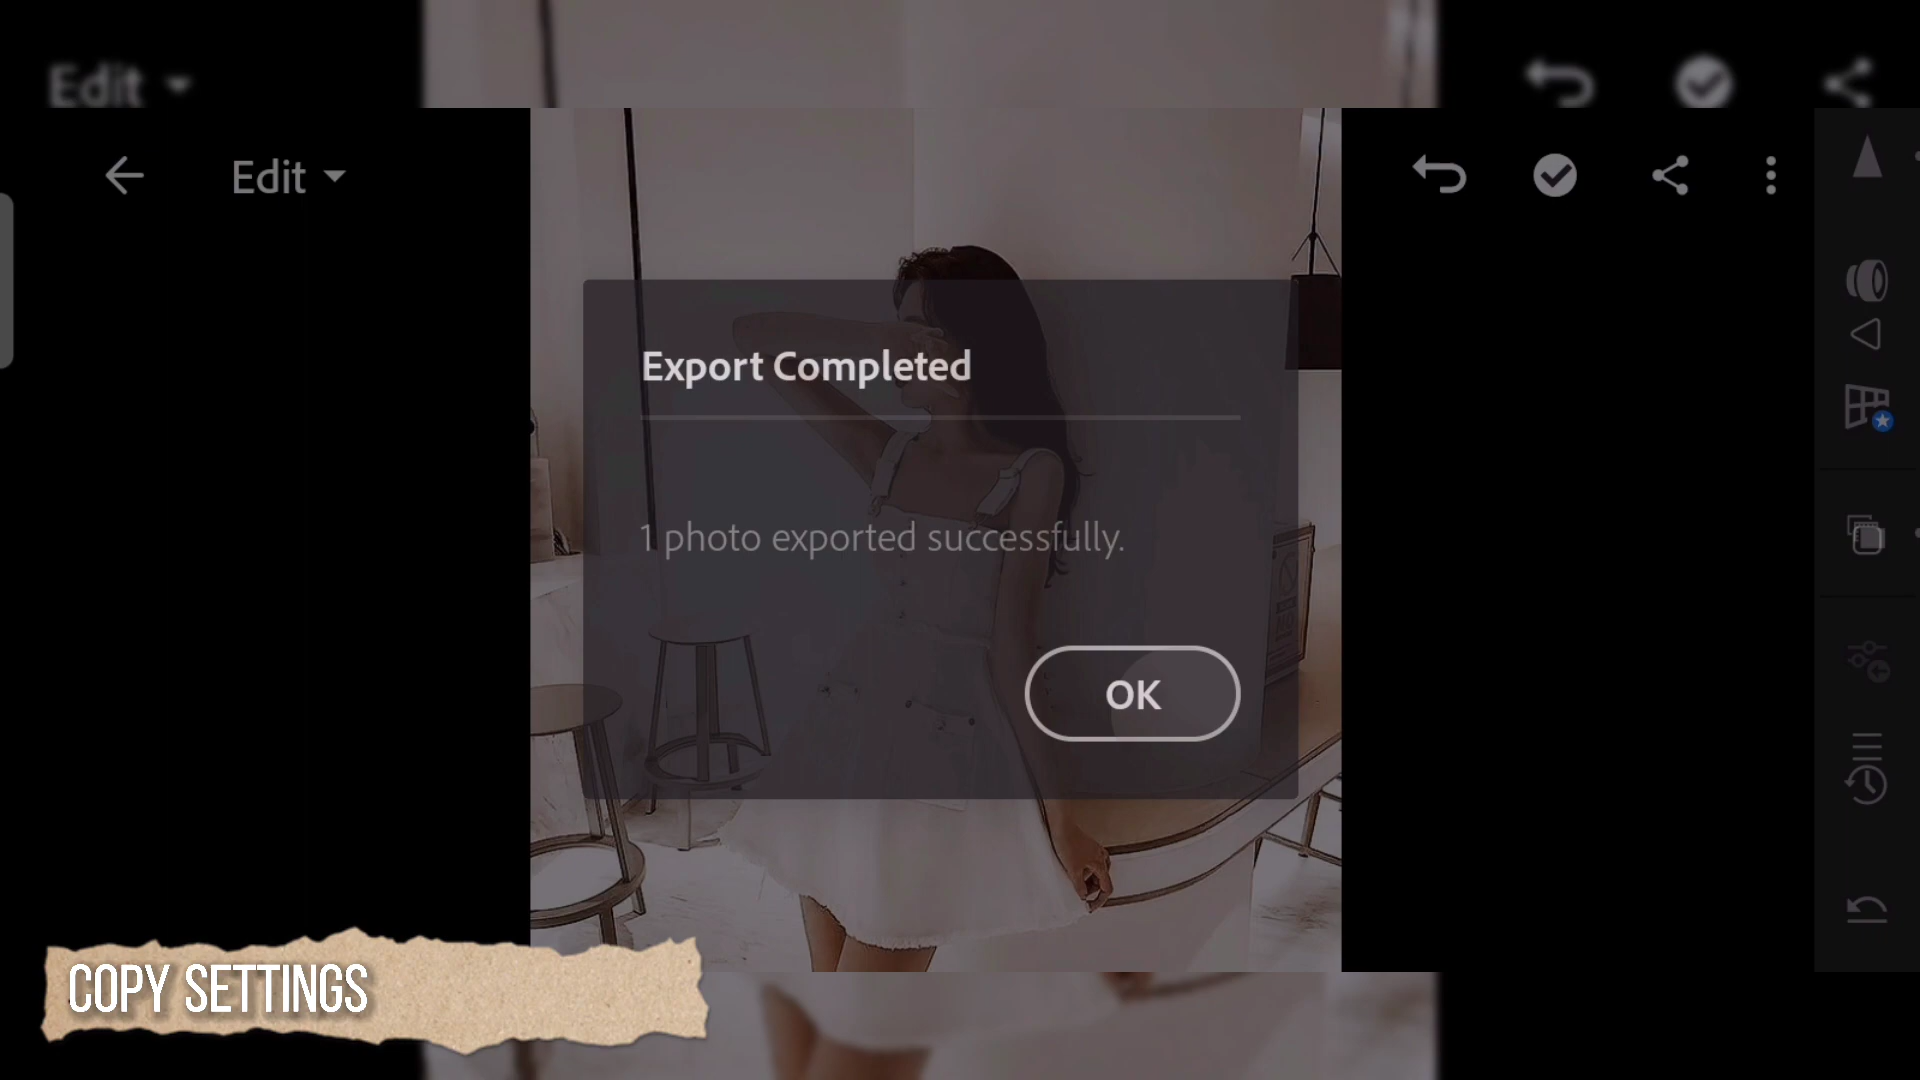 Edit
Edit
Export Completed
1 photo exported successfully.
OK
COPY SETTINGS